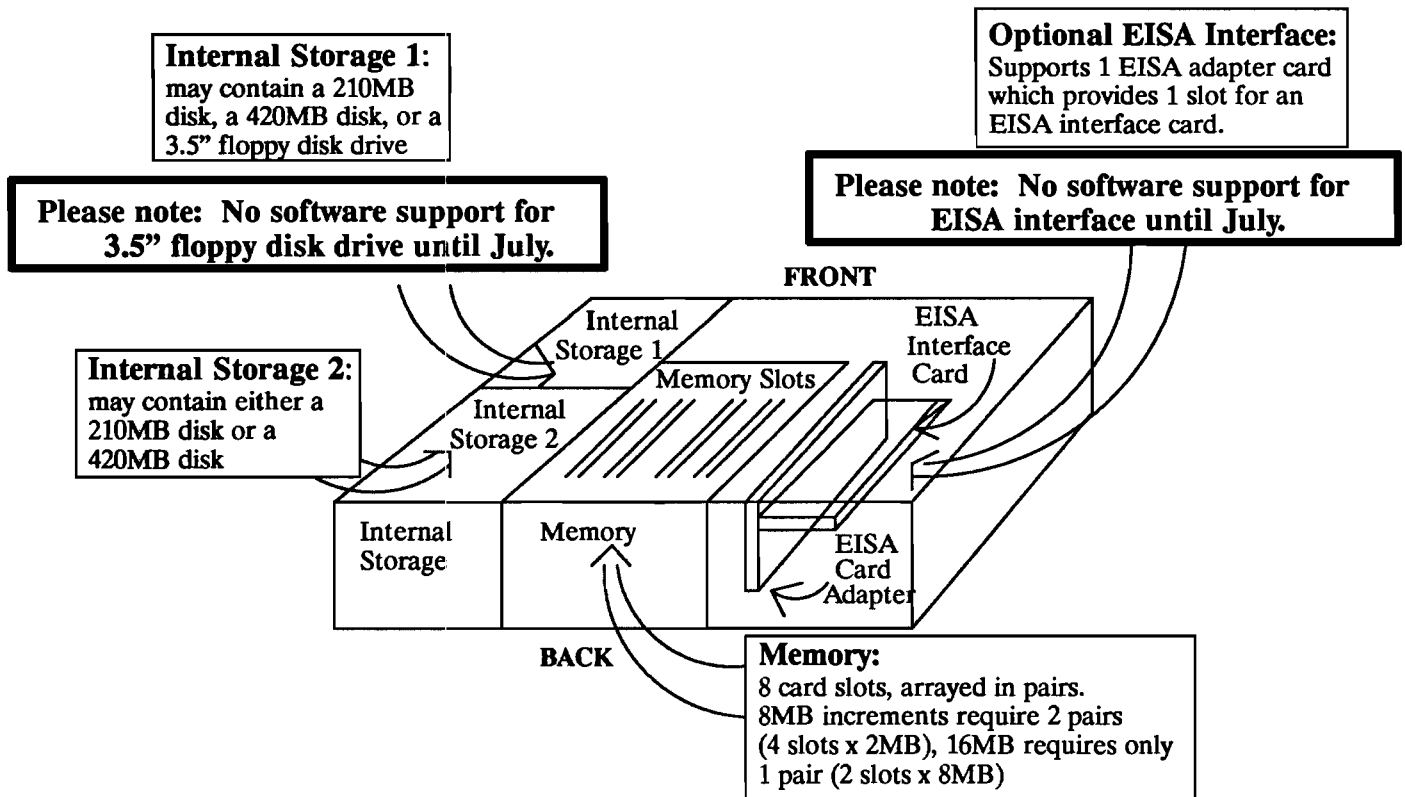 Internal Storage 1:
may contain a 210MB
disk, a 420MB disk, or a
3.5” floppy disk drive
Please note: No software support for
3.5” floppy disk drive until July.
Optional EISA Interface:
Supports 1 EISA adapter card
which provides 1 slot for an
EISA interface card.
Please note: No software support for
EISA interface until July.
FRONT
Internal Storage 2:
may contain either a
210MB disk or a
420MB disk
Internal
Storage 1
Internal
Storage 2
Memory Slots
EISA
Interface
Card
Internal
Storage
Memory
EISA
Card
Adapter
BACK
Memory:
8 card slots, arrayed in pairs.
8MB increments require 2 pairs
(4 slots x 2MB), 16MB requires only
1 pair (2 slots x 8MB)